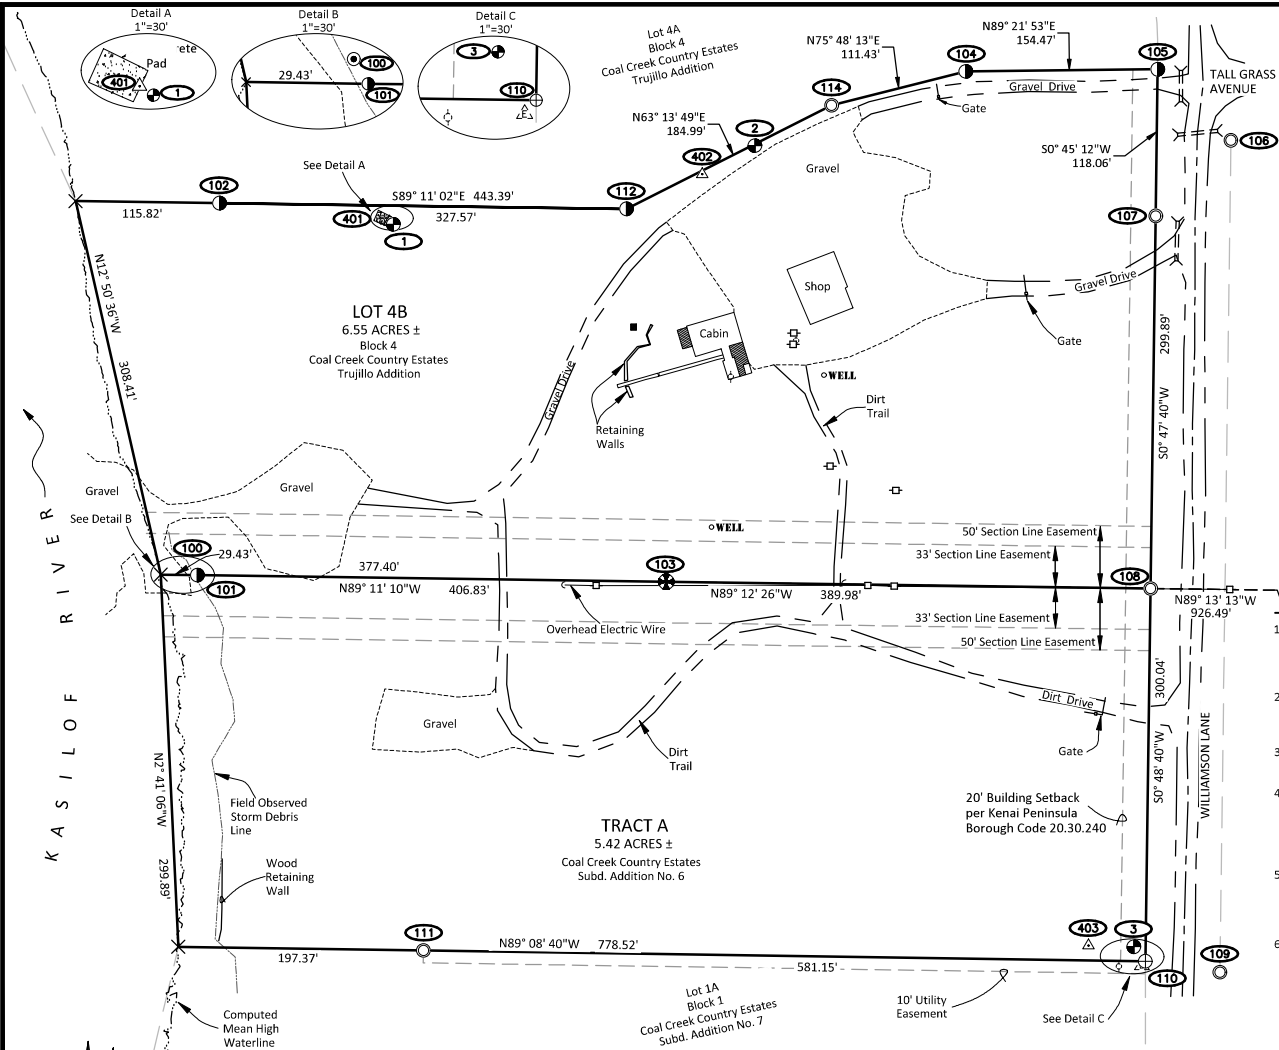 Detail A
1"=30'
ete
Pad
401
1
Detail B
1"=30'
29.43'
100
101
Detail C
1"=30'
3
110
Lot 4A
Block 4
Coal Creek Country Estates
Trujillo Addition
N75° 48' 13"E
111.43'
104
N89° 21' 53"E
154.47'
105
TALL GRASS
AVENUE
Gravel Drive
Gate
114
N63° 13' 49"E
184.99'
2
402
106
S0° 45' 12"W
118.06'
See Detail A
Gravel
102
S89° 11' 02"E 443.39'
112
115.82'
401
327.57'
1
107
N12° 50' 36"W
308.41'
LOT 4B
6.55 ACRES ±
Block 4
Coal Creek Country Estates
Trujillo Addition
Shop
Cabin
Gravel Drive
Gate
299.89'
S0° 47' 40"W
WELL
Gravel Drive
Retaining
Walls
Dirt
Trail
Gravel
Gravel
See Detail B
WELL
50' Section Line Easement
33' Section Line Easement
100
29.43'
101
377.40'
N89° 11' 10"W 406.83'
103
N89° 12' 26"W 389.98'
108
N89° 13' 13"W
926.49'
Overhead Electric Wire
33' Section Line Easement
50' Section Line Easement
1
KASILOF RIVER
300.04'
S0° 48' 40"W
2
Dirt Drive
Gate
Gravel
Dirt
Trail
WILLIAMSON LANE
3
N2° 41' 06"W
299.89'
Field Observed
Storm Debris
Line
20' Building Setback
per Kenai Peninsula
Borough Code 20.30.240
4
TRACT A
5.42 ACRES ±
Coal Creek Country Estates
Subd. Addition No. 6
Wood
Retaining
Wall
5
111
N89° 08' 40"W 778.52'
403
3
6
197.37'
581.15'
109
110
Lot 1A
Block 1
Coal Creek Country Estates
Subd. Addition No. 7
10' Utility
Easement
See Detail C
Computed
Mean High
Waterline